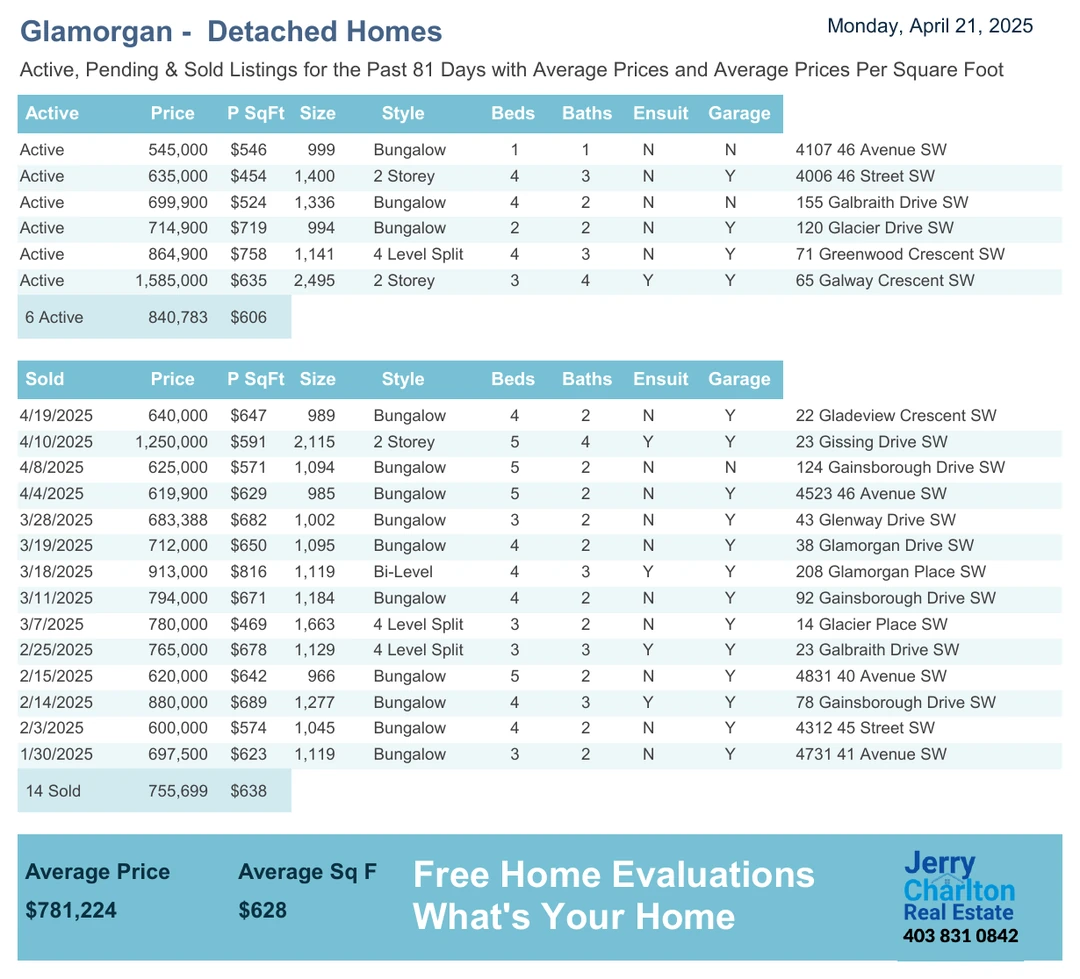 Glamorgan - Detached Homes
Monday, April 21, 2025
Active, Pending & Sold Listings for the Past 81 Days with Average Prices and Average Prices Per Square Foot
Active Price P SqFt Size Style Beds Baths Ensuit Garage
Active 545,000 $546 999 Bungalow 1 1 N N 4107 46 Avenue SW
Active 635,000 $454 1,400 2 Storey 4 3 N Y 4006 46 Street SW
Active 699,900 $524 1,336 Bungalow 4 2 N N 155 Galbraith Drive SW
Active 714,900 $719 994 Bungalow 2 2 N Y 120 Glacier Drive SW
Active 864,900 $758 1,141 4 Level Split 4 3 N Y 71 Greenwood Crescent SW
Active 1,585,000 $635 2,495 2 Storey 3 4 Y Y 65 Galway Crescent SW
6 Active 840,783 $606
Sold Price P SqFt Size Style Beds Baths Ensuit Garage
4/19/2025 640,000 $647 989 Bungalow 4 2 N Y 22 Gladeview Crescent SW
4/10/2025 1,250,000 $591 2,115 2 Storey 5 4 Y Y 23 Gissing Drive SW
4/8/2025 625,000 $571 1,094 Bungalow 5 2 N N 124 Gainsborough Drive SW
4/4/2025 619,900 $629 985 Bungalow 5 2 N Y 4523 46 Avenue SW
3/28/2025 683,388 $682 1,002 Bungalow 3 2 N Y 43 Glenway Drive SW
3/19/2025 712,000 $650 1,095 Bungalow 4 2 N Y 38 Glamorgan Drive SW
3/18/2025 913,000 $816 1,119 Bi-Level 4 3 Y Y 208 Glamorgan Place SW
3/11/2025 794,000 $671 1,184 Bungalow 4 2 N Y 92 Gainsborough Drive SW
3/7/2025 780,000 $469 1,663 4 Level Split 3 2 N Y 14 Glacier Place SW
2/25/2025 765,000 $678 1,129 4 Level Split 3 3 Y Y 23 Galbraith Drive SW
2/15/2025 620,000 $642 966 Bungalow 5 2 N Y 4831 40 Avenue SW
2/14/2025 880,000 $689 1,277 Bungalow 4 3 Y Y 78 Gainsborough Drive SW
2/3/2025 600,000 $574 1,045 Bungalow 4 2 N Y 4312 45 Street SW
1/30/2025 697,500 $623 1,119 Bungalow 3 2 N Y 4731 41 Avenue SW
14 Sold 755,699 $638
Average Price Average Sq F
$781,224 $628
Free Home Evaluations
What's Your Home
Jerry
Charlton
Real Estate
403 831 0842